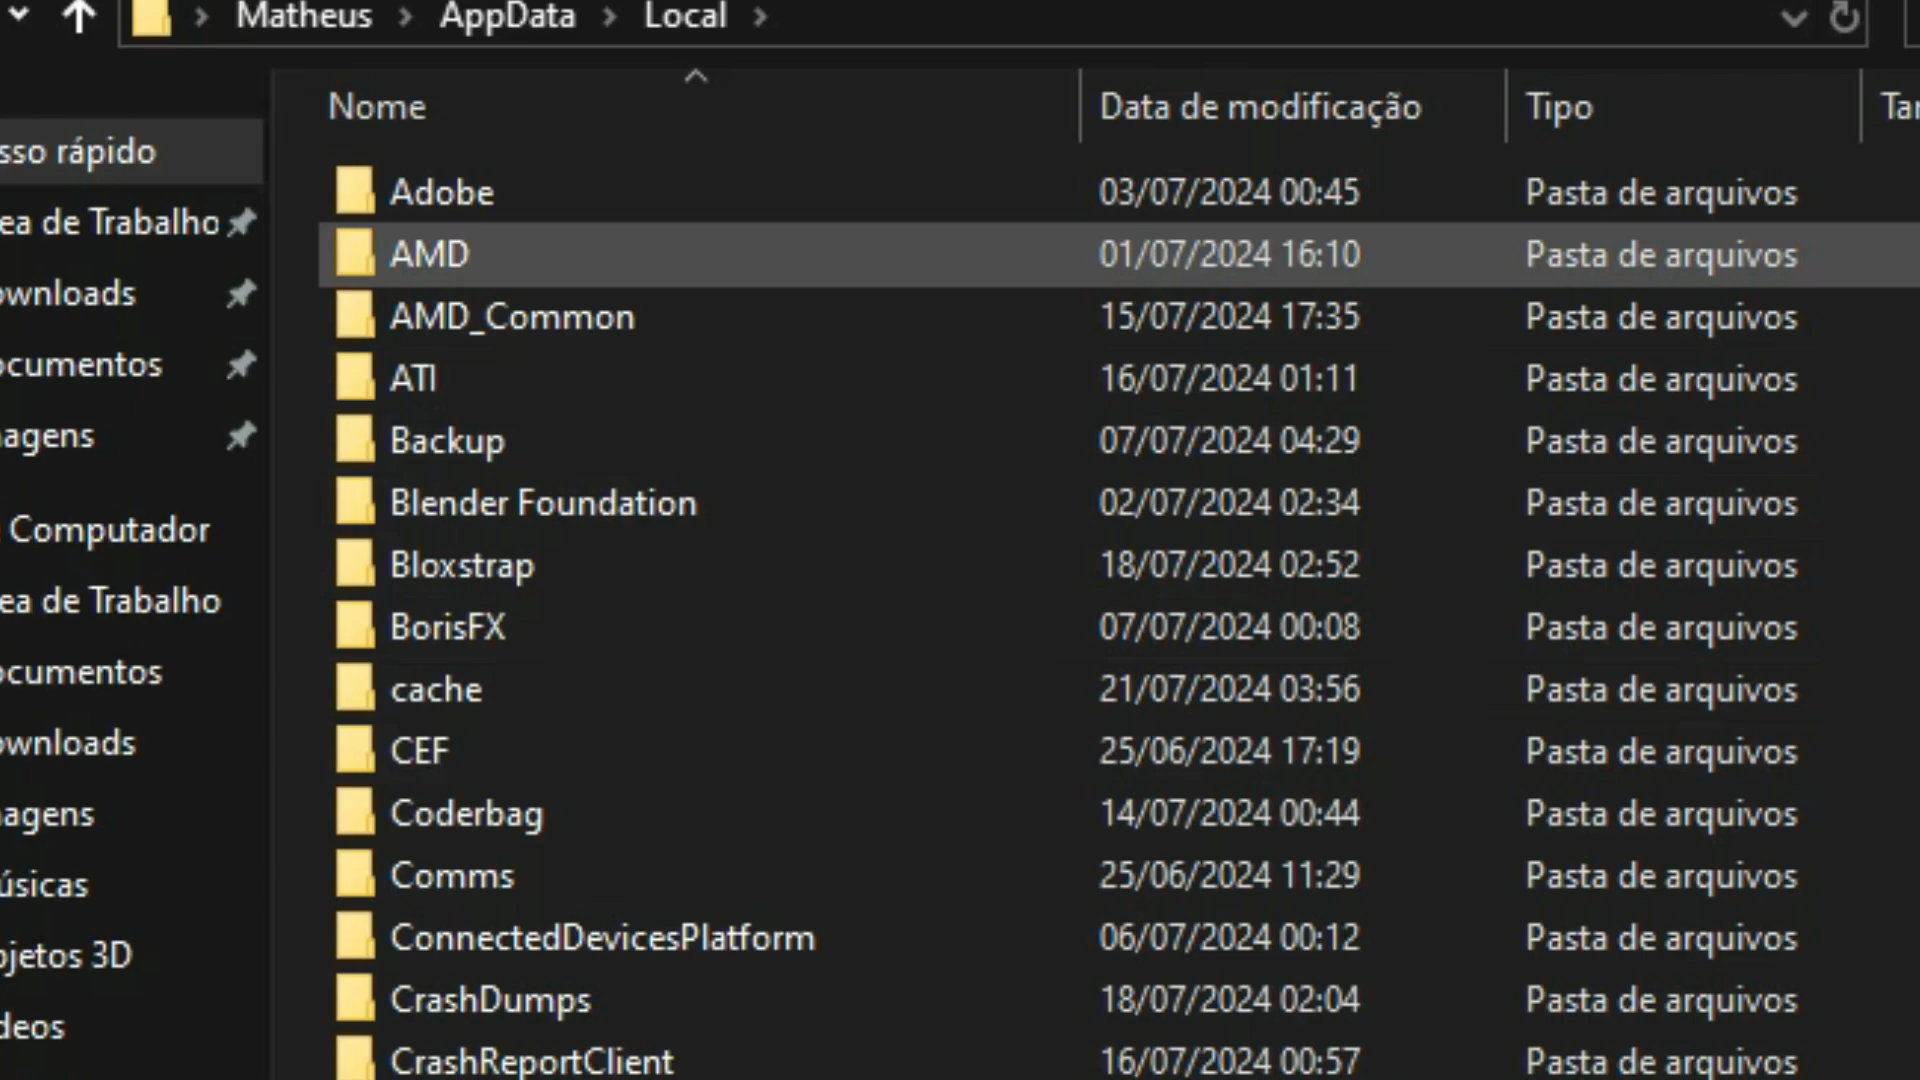 Matheus > AppData > Local >
Nome Data de modificação Tipo
sso rápido
ea de Trabalho
ownloads
ocumentos
agens
Computador
ea de Trabalho
ocumentos
ownloads
agens
úsicas
ojetos 3D
deos
Adobe 03/07/2024 00:45 Pasta de arquivos
AMD 01/07/2024 16:10 Pasta de arquivos
AMD_Common 15/07/2024 17:35 Pasta de arquivos
ATI 16/07/2024 01:11 Pasta de arquivos
Backup 07/07/2024 04:29 Pasta de arquivos
Blender Foundation 02/07/2024 02:34 Pasta de arquivos
Bloxstrap 18/07/2024 02:52 Pasta de arquivos
BorisFX 07/07/2024 00:08 Pasta de arquivos
cache 21/07/2024 03:56 Pasta de arquivos
CEF 25/06/2024 17:19 Pasta de arquivos
Coderbag 14/07/2024 00:44 Pasta de arquivos
Comms 25/06/2024 11:29 Pasta de arquivos
ConnectedDevicesPlatform 06/07/2024 00:12 Pasta de arquivos
CrashDumps 18/07/2024 02:04 Pasta de arquivos
CrashReportClient 16/07/2024 00:57 Pasta de arquivos